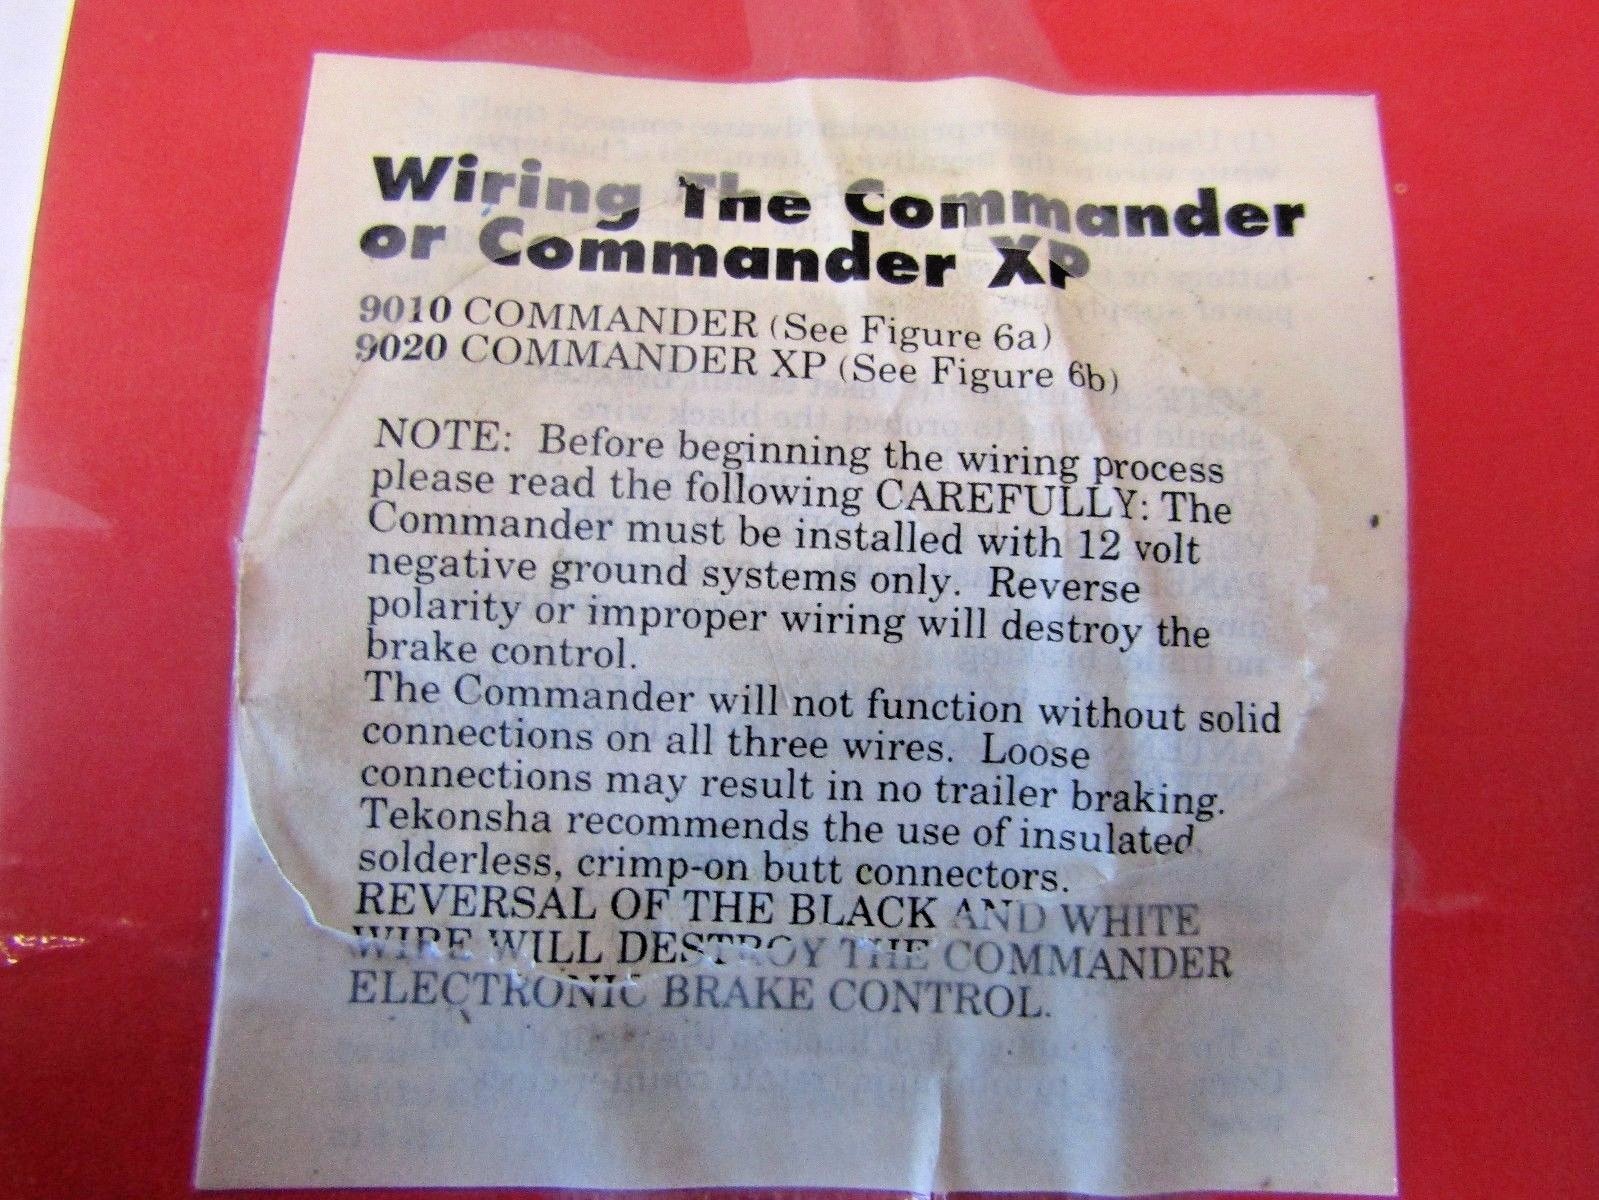 Wiring The Commander
or Commander XP
9010 COMMANDER (See Figure 6a)
9020 COMMANDER XP (See Figure 6b)
NOTE: Before beginning the wiring process
please read the following CAREFULLY: The
Commander must be installed with 12 volt
negative ground systems only. Reverse
polarity or improper wiring will destroy the
brake control.
The Commander will not function without solid
connections on all three wires. Loose
connections may result in no trailer braking.
Tekonsha recommends the use of insulated
solderless, crimp-on butt connectors.
REVERSAL OF THE BLACK AND WHITE
WIRE WILL DESTROY THE COMMANDER
ELECTRONIC BRAKE CONTROL.